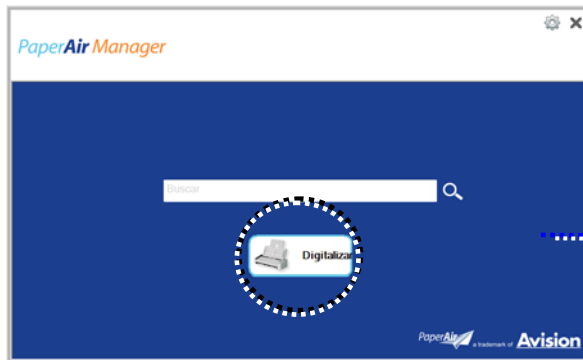 PaperAir Manager
Buscar
Digitalizar
PaperAir a trademark of Avision